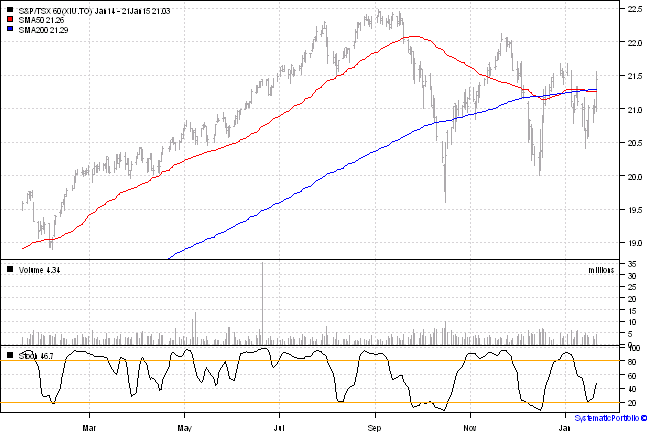 S&P/TSX 60(XIU.TO) Jan14 - 21Jan15 21.03
SMA50 21.26
SMA200 21.29
22.5
22.0
21.5
21.0
20.5
20.0
19.5
19.0
Volume 4.34
millions
35
30
25
20
15
10
5
0
Stoch 46.7
100
80
60
40
20
Mar May Jul Sep Nov Jan
SystematicPortfolio ©